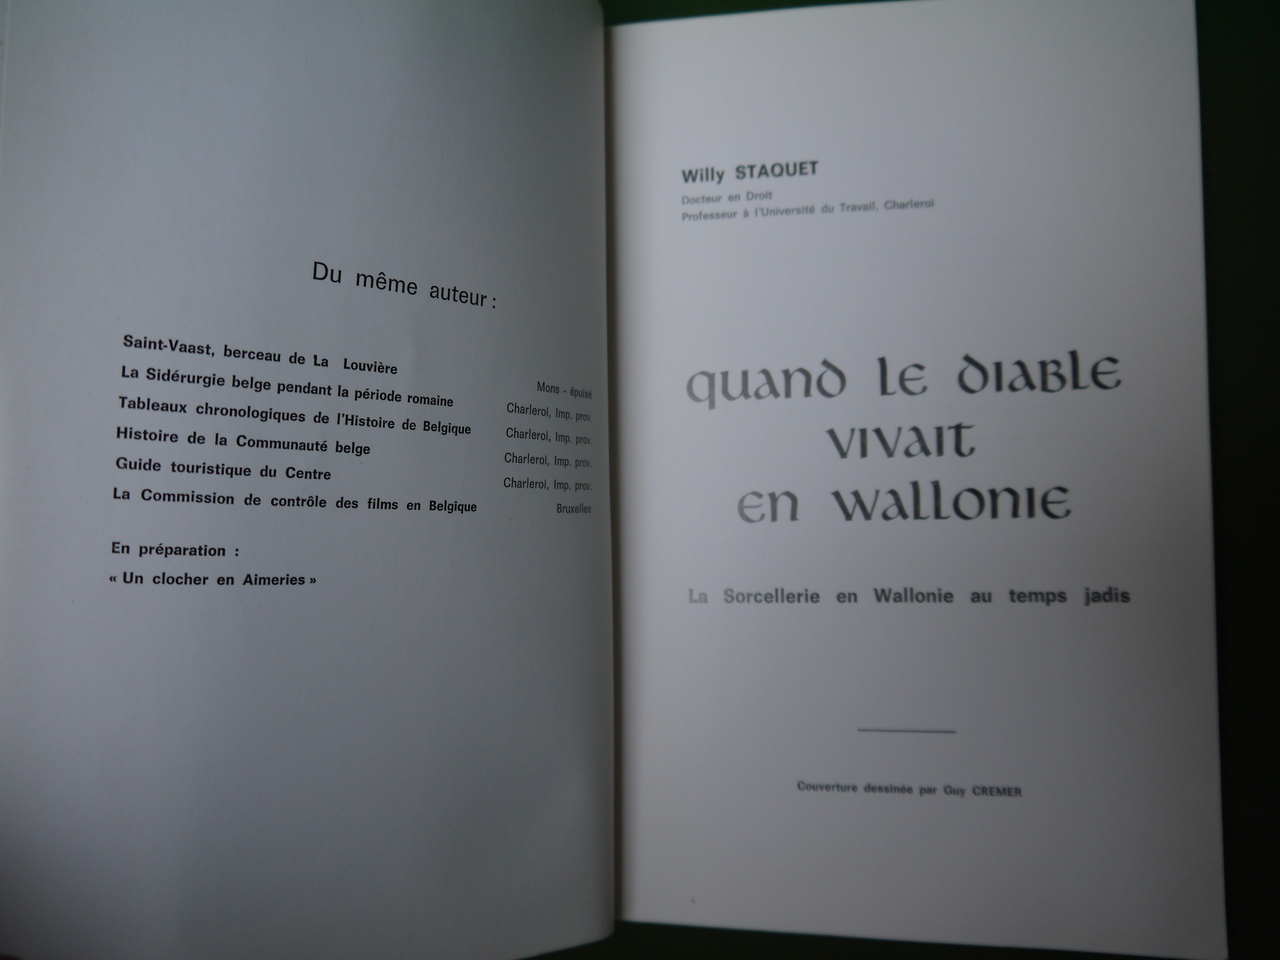 Du même auteur :
Saint-Vaast, berceau de La Louvière Mons - épuisé
La Sidérurgie belge pendant la période romaine Charleroi, Imp. prov.
Tableaux chronologiques de l'Histoire de Belgique Charleroi, Imp. prov.
Histoire de la Communauté belge Charleroi, Imp. prov.
Guide touristique du Centre Charleroi, Imp. prov.
La Commission de contrôle des films en Belgique Bruxelles
En préparation :
« Un clocher en Aimeries »
Willy STAQUET
Docteur en Droit
Professeur à l'Université du Travail, Charleroi
quand le diable
vivait
en wallonie
La Sorcellerie en Wallonie au temps jadis
Couverture dessinée par Guy CREMER